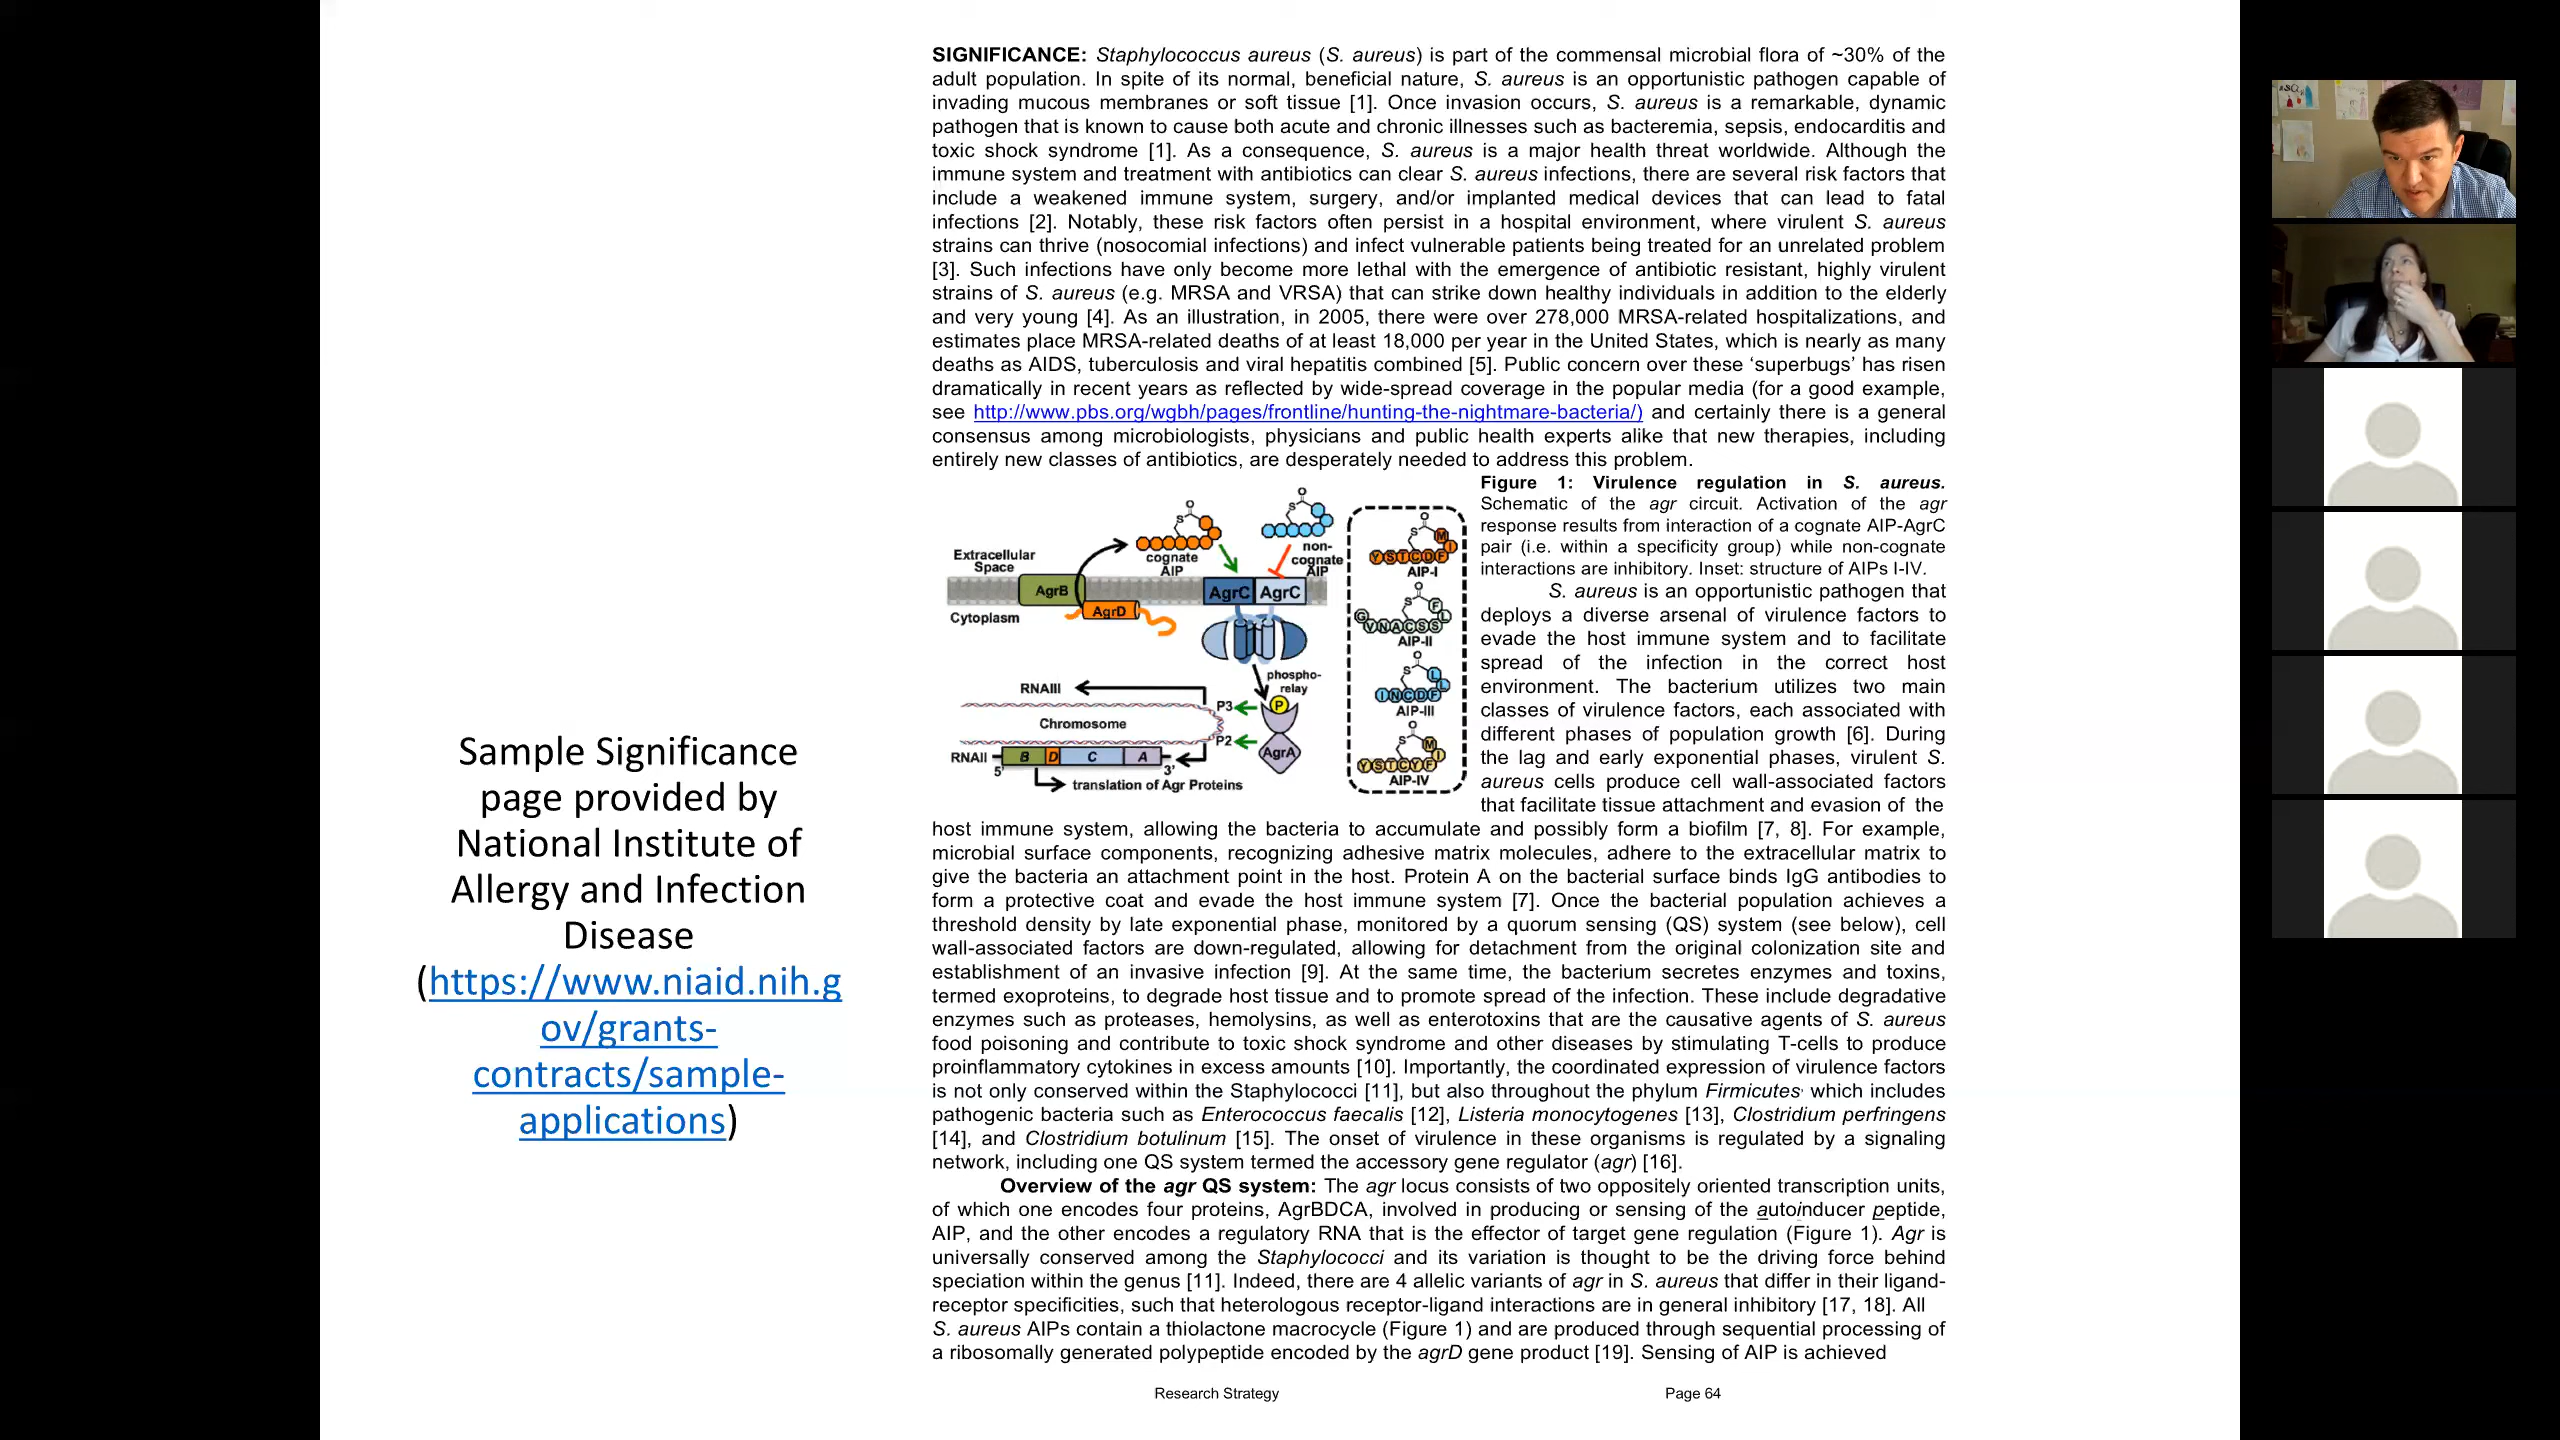 Sample Significance
page provided by
National Institute of
Allergy and Infection
Disease
(https://www.niaid.nih.g
ov/grants-
contracts/sample-
applications)
SIGNIFICANCE: Staphylococcus aureus (S. aureus) is part of the commensal microbial flora of ~30% of the
adult population. In spite of its normal, beneficial nature, S. aureus is an opportunistic pathogen capable of
invading mucous membranes or soft tissue [1]. Once invasion occurs, S. aureus is a remarkable, dynamic
pathogen that is known to cause both acute and chronic illnesses such as bacteremia, sepsis, endocarditis and
toxic shock syndrome [1]. As a consequence, S. aureus is a major health threat worldwide. Although the
immune system and treatment with antibiotics can clear S. aureus infections, there are several risk factors that
include a weakened immune system, surgery, and/or implanted medical devices that can lead to fatal
infections [2]. Notably, these risk factors often persist in a hospital environment, where virulent S. aureus
strains can thrive (nosocomial infections) and infect vulnerable patients being treated for an unrelated problem
[3]. Such infections have only become more lethal with the emergence of antibiotic resistant, highly virulent
strains of S. aureus (e.g. MRSA and VRSA) that can strike down healthy individuals in addition to the elderly
and very young [4]. As an illustration, in 2005, there were over 278,000 MRSA-related hospitalizations, and
estimates place MRSA-related deaths of at least 18,000 per year in the United States, which is nearly as many
deaths as AIDS, tuberculosis and viral hepatitis combined [5]. Public concern over these ‘superbugs’ has risen
dramatically in recent years as reflected by wide-spread coverage in the popular media (for a good example,
see http://www.pbs.org/wgbh/pages/frontline/hunting-the-nightmare-bacteria/) and certainly there is a general
consensus among microbiologists, physicians and public health experts alike that new therapies, including
entirely new classes of antibiotics, are desperately needed to address this problem.
O
S
cognate
AIP
O
S
non-
cognate
AIP
Extracellular
Space
AgrB
AgrD
AgrC
AgrC
Cytoplasm
phospho-
relay
P
RNAIII
P3
Chromosome
P2
AgrA
RNAII
B
D
C
A
5'
3'
translation of Agr Proteins
O
S
M
I
YSTCDF
AIP-I
O
S
F
L
G
VNACSS
AIP-II
O
S
L
L
INCDF
AIP-III
O
S
M
I
YSTCYF
AIP-IV
Figure 1: Virulence regulation in S. aureus.
Schematic of the agr circuit. Activation of the agr
response results from interaction of a cognate AIP-AgrC
pair (i.e. within a specificity group) while non-cognate
interactions are inhibitory. Inset: structure of AIPs I-IV.
S. aureus is an opportunistic pathogen that
deploys a diverse arsenal of virulence factors to
evade the host immune system and to facilitate
spread of the infection in the correct host
environment. The bacterium utilizes two main
classes of virulence factors, each associated with
different phases of population growth [6]. During
the lag and early exponential phases, virulent S.
aureus cells produce cell wall-associated factors
that facilitate tissue attachment and evasion of the
host immune system, allowing the bacteria to accumulate and possibly form a biofilm [7, 8]. For example,
microbial surface components, recognizing adhesive matrix molecules, adhere to the extracellular matrix to
give the bacteria an attachment point in the host. Protein A on the bacterial surface binds IgG antibodies to
form a protective coat and evade the host immune system [7]. Once the bacterial population achieves a
threshold density by late exponential phase, monitored by a quorum sensing (QS) system (see below), cell
wall-associated factors are down-regulated, allowing for detachment from the original colonization site and
establishment of an invasive infection [9]. At the same time, the bacterium secretes enzymes and toxins,
termed exoproteins, to degrade host tissue and to promote spread of the infection. These include degradative
enzymes such as proteases, hemolysins, as well as enterotoxins that are the causative agents of S. aureus
food poisoning and contribute to toxic shock syndrome and other diseases by stimulating T-cells to produce
proinflammatory cytokines in excess amounts [10]. Importantly, the coordinated expression of virulence factors
is not only conserved within the Staphylococci [11], but also throughout the phylum Firmicutes, which includes
pathogenic bacteria such as Enterococcus faecalis [12], Listeria monocytogenes [13], Clostridium perfringens
[14], and Clostridium botulinum [15]. The onset of virulence in these organisms is regulated by a signaling
network, including one QS system termed the accessory gene regulator (agr) [16].
Overview of the agr QS system: The agr locus consists of two oppositely oriented transcription units,
of which one encodes four proteins, AgrBDCA, involved in producing or sensing of the autoinducer peptide,
AIP, and the other encodes a regulatory RNA that is the effector of target gene regulation (Figure 1). Agr is
universally conserved among the Staphylococci and its variation is thought to be the driving force behind
speciation within the genus [11]. Indeed, there are 4 allelic variants of agr in S. aureus that differ in their ligand-
receptor specificities, such that heterologous receptor-ligand interactions are in general inhibitory [17, 18]. All
S. aureus AIPs contain a thiolactone macrocycle (Figure 1) and are produced through sequential processing of
a ribosomally generated polypeptide encoded by the agrD gene product [19]. Sensing of AIP is achieved
Research Strategy
Page 64